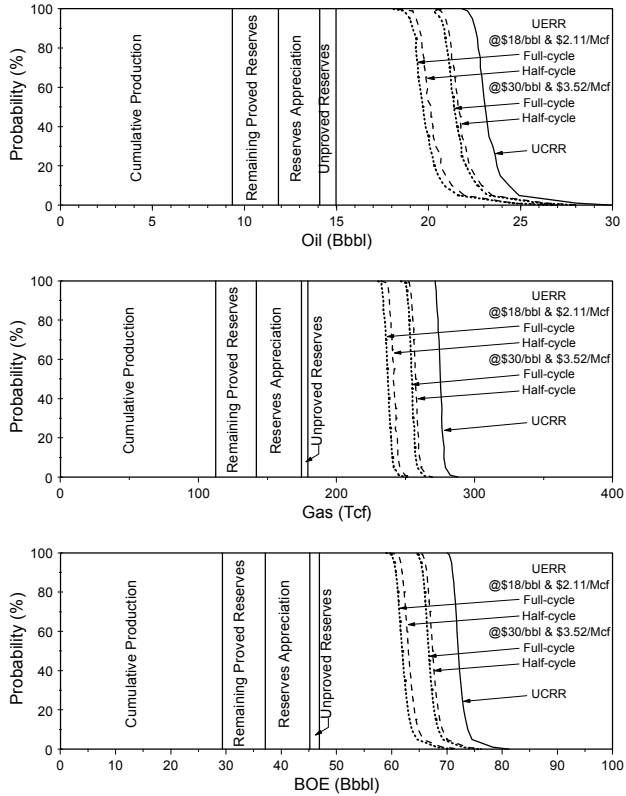 100
80
60
40
20
0
Probability (%)
Cumulative Production
Remaining Proved Reserves
Reserves Appreciation
Unproved Reserves
UERR
@$18/bbl & $2.11/Mcf
Full-cycle
Half-cycle
@$30/bbl & $3.52/Mcf
Full-cycle
Half-cycle
UCRR
0 5 10 15 20 25 30
Oil (Bbbl)
100
80
60
40
20
0
Probability (%)
Cumulative Production
Remaining Proved Reserves
Reserves Appreciation
Unproved Reserves
UERR
@$18/bbl & $2.11/Mcf
Full-cycle
Half-cycle
@$30/bbl & $3.52/Mcf
Full-cycle
Half-cycle
UCRR
0 100 200 300 400
Gas (Tcf)
100
80
60
40
20
0
Probability (%)
Cumulative Production
Remaining Proved Reserves
Reserves Appreciation
Unproved Reserves
UERR
@$18/bbl & $2.11/Mcf
Full-cycle
Half-cycle
@$30/bbl & $3.52/Mcf
Full-cycle
Half-cycle
UCRR
0 10 20 30 40 50 60 70 80 90 100
BOE (Bbbl)